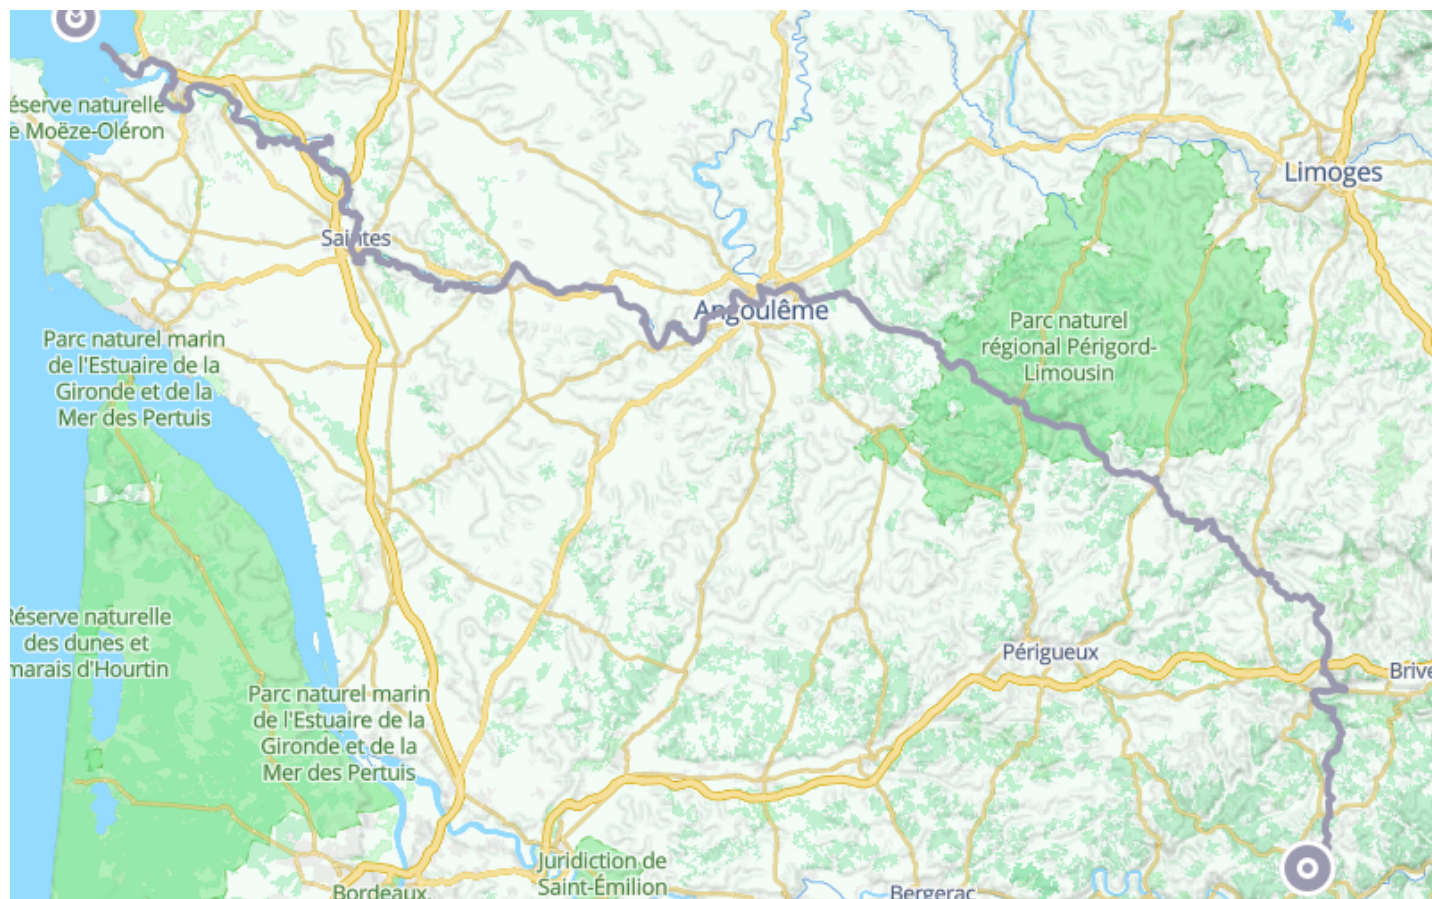 éserve naturelle
e Moëze-Oléron
Limoges
Saintes
Angoulême
Parc naturel
régional Périgord-
Limousin
Parc naturel marin
de l'Estuaire de la
Gironde et de la
Mer des Pertuis
Réserve naturelle
des dunes et
marais d'Hourtin
Périgueux
Brive
Parc naturel marin
de l'Estuaire de la
Gironde et de la
Mer des Pertuis
Juridiction de
Saint-Émilion
Bordeaux
Bergerac